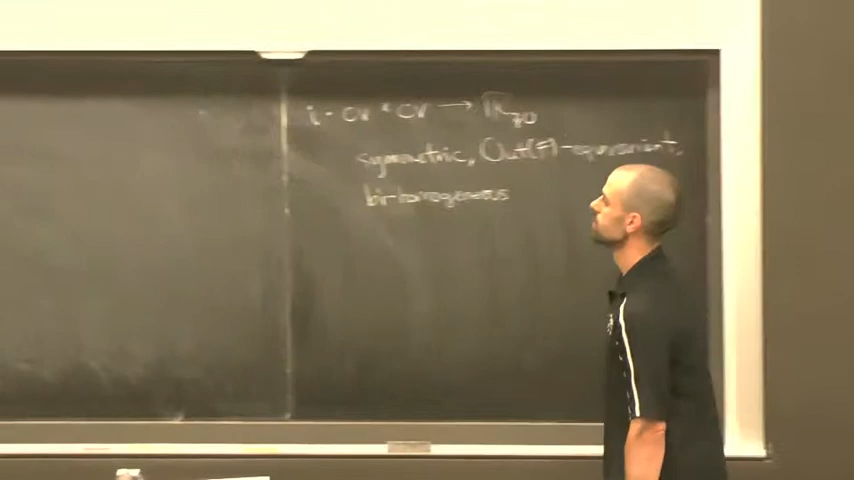 i - cv × cv → ℝ≥0
symmetric, Out(F)-equivariant,
bi-homogeneous